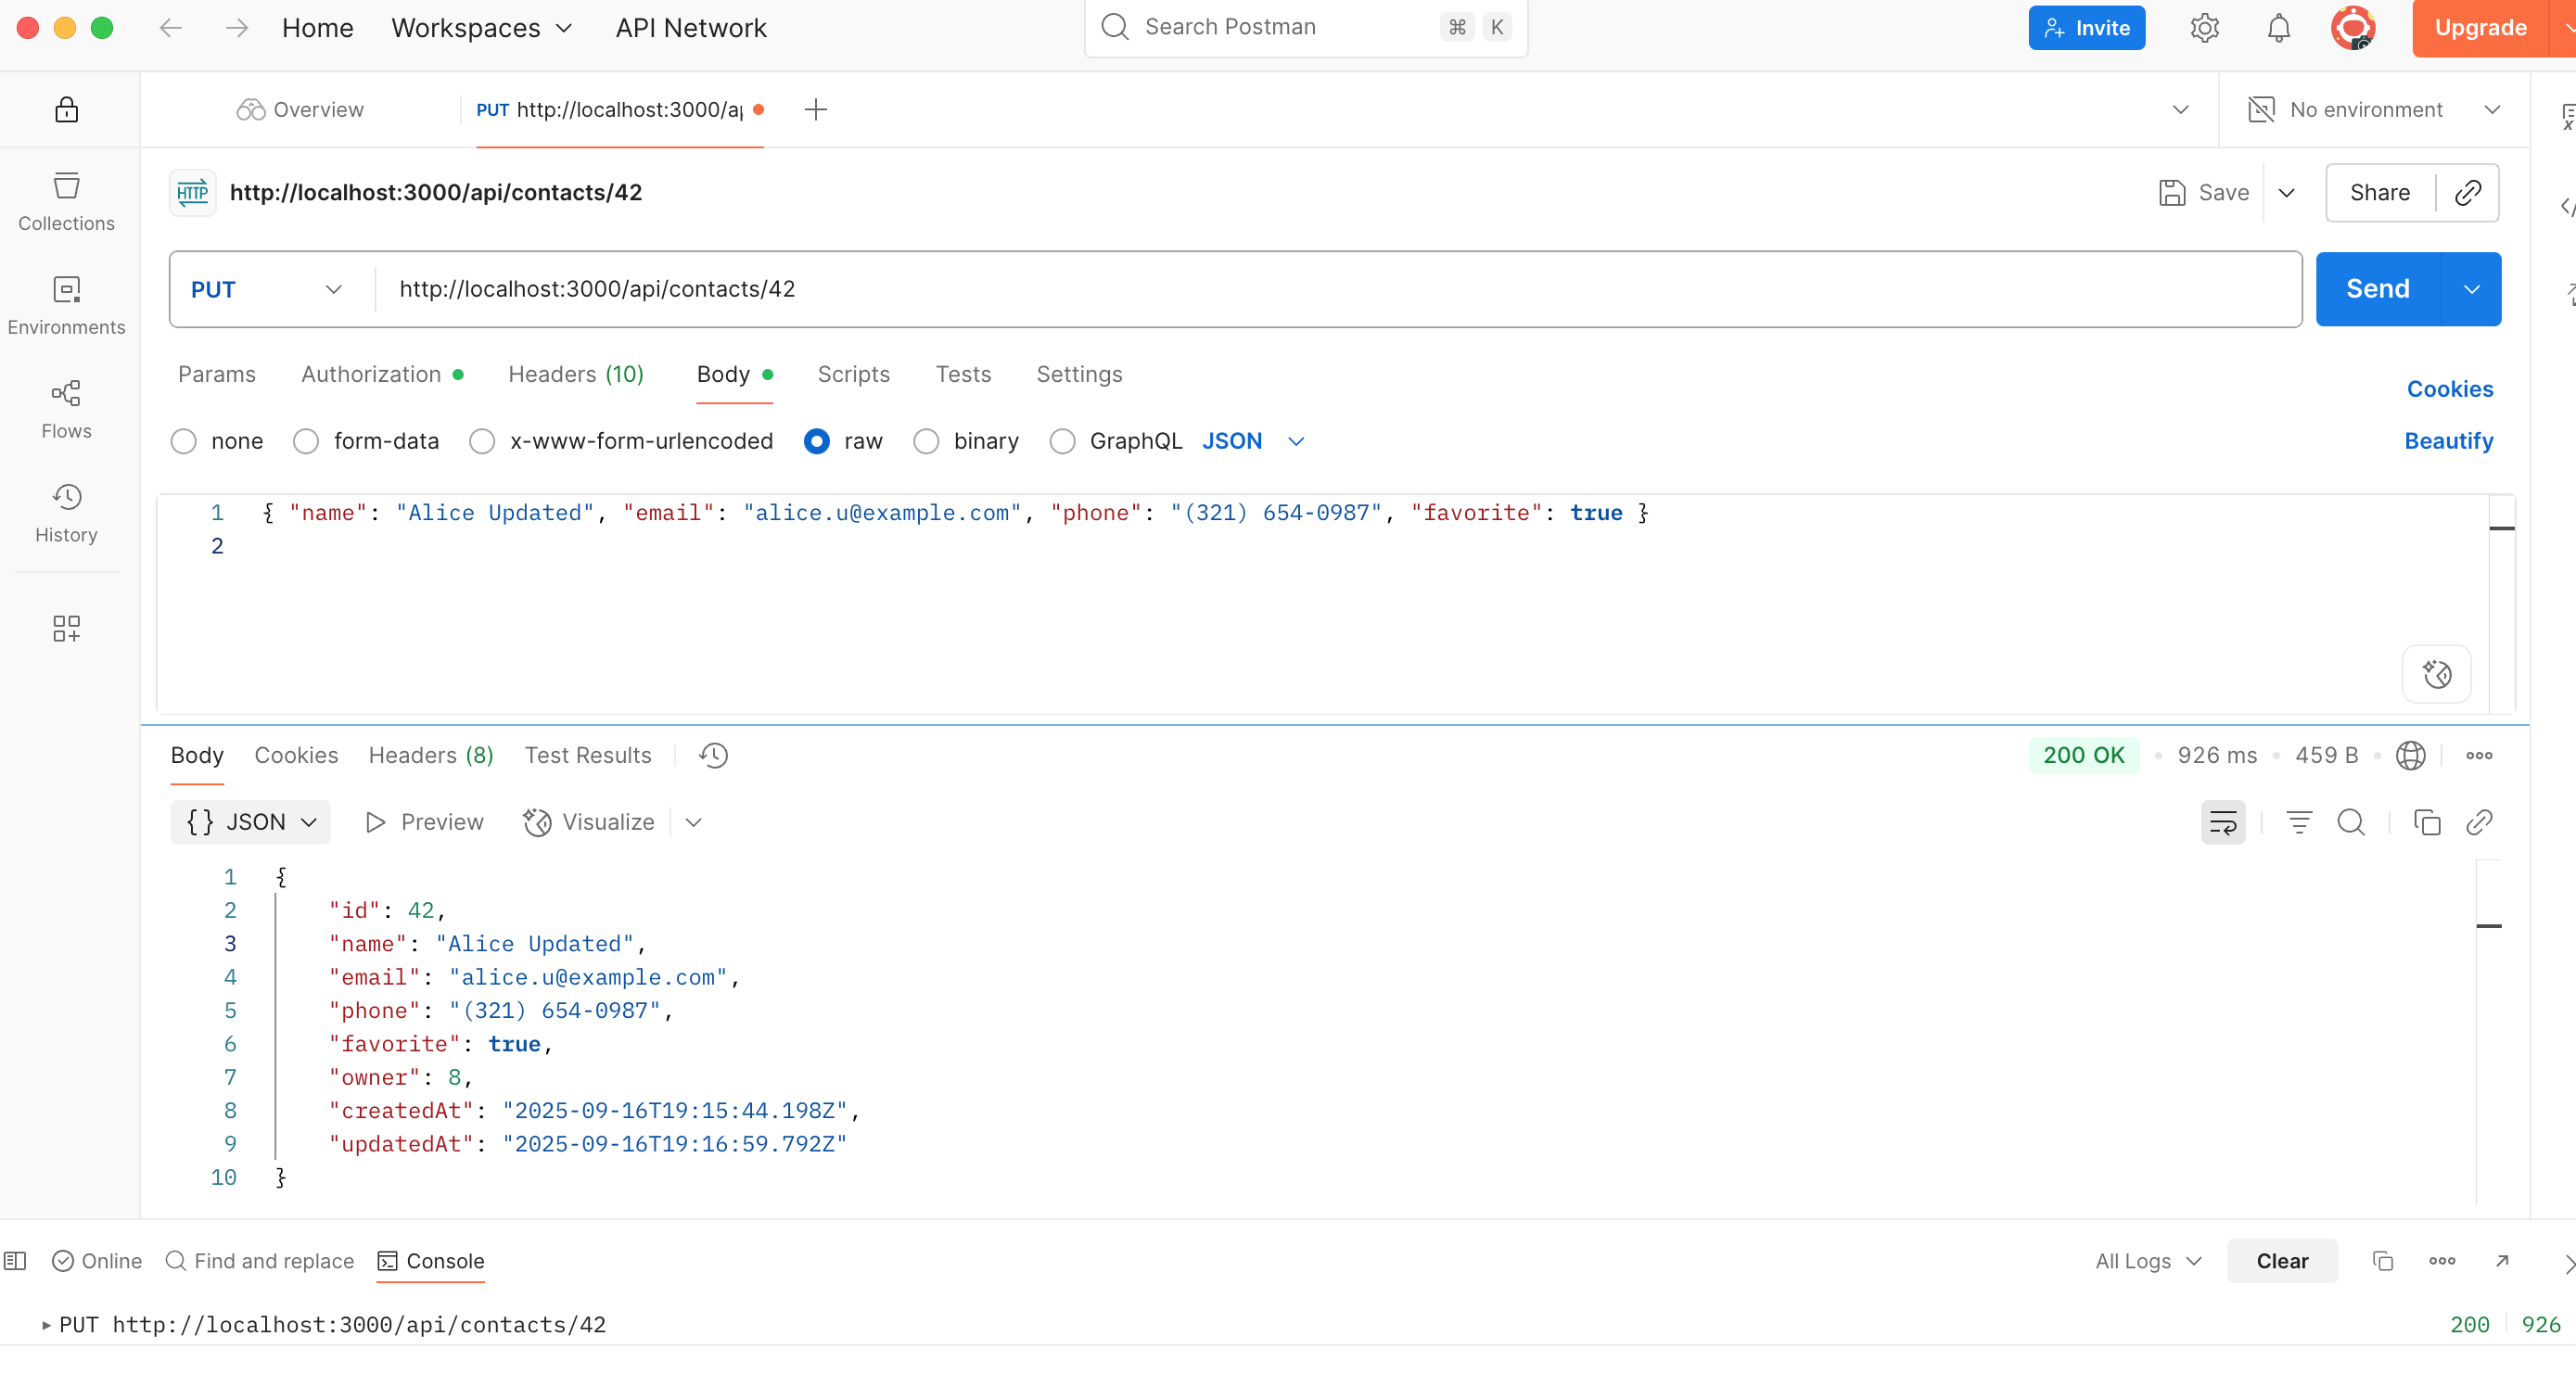 Home Workspaces API Network Search Postman ⌘ K Invite Upgrade
Overview PUT http://localhost:3000/a No environment
HTTP http://localhost:3000/api/contacts/42 Save Share
PUT http://localhost:3000/api/contacts/42 Send
Params Authorization Headers (10) Body Scripts Tests Settings Cookies
none form-data x-www-form-urlencoded raw binary GraphQL JSON Beautify
1 { "name": "Alice Updated", "email": "alice.u@example.com", "phone": "(321) 654-0987", "favorite": true }
2
Collections
Environments
Flows
History
Body Cookies Headers (8) Test Results 200 OK 926 ms 459 B
{} JSON Preview Visualize
1 {
2 "id": 42,
3 "name": "Alice Updated",
4 "email": "alice.u@example.com",
5 "phone": "(321) 654-0987",
6 "favorite": true,
7 "owner": 8,
8 "createdAt": "2025-09-16T19:15:44.198Z",
9 "updatedAt": "2025-09-16T19:16:59.792Z"
10 }
Online Find and replace Console All Logs Clear
PUT http://localhost:3000/api/contacts/42 200 926